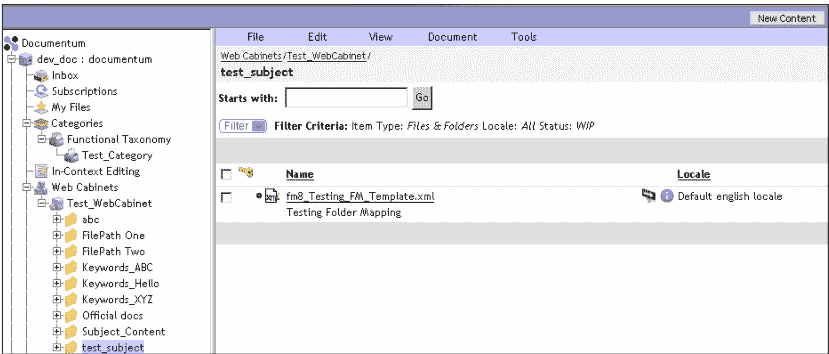 New Content
File Edit View Document Tools
Documentum
dev_doc : documentum
Inbox
Subscriptions
My Files
Categories
Functional Taxonomy
Test_Category
In-Context Editing
Web Cabinets
Test_WebCabinet
abc
FilePath One
FilePath Two
Keywords_ABC
Keywords_Hello
Keywords_XYZ
Official docs
Subject_Content
test_subject
Web Cabinets/Test_WebCabinet/
test_subject
Starts with: Go
Filter Filter Criteria: Item Type: Files & Folders Locale: All Status: WIP
Name Locale
fm8_Testing_FM_Template.xml Default english locale
Testing Folder Mapping